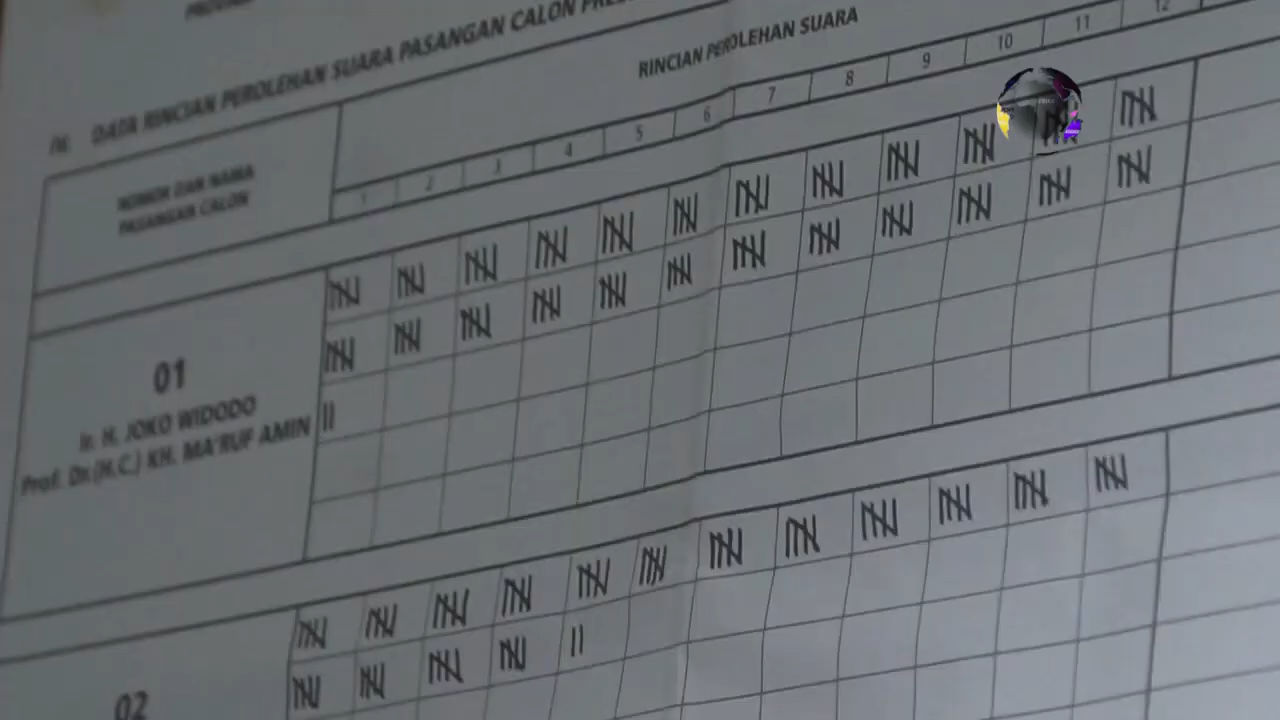 IV. DATA RINCIAN PEROLEHAN SUARA PASANGAN CALON
RINCIAN PEROLEHAN SUARA
NOMOR DAN NAMA
PASANGAN CALON
1 2 3 4 5 6 7 8 9 10 11 12
01
Ir. H. JOKO WIDODO
Prof. Dr.(H.C.) KH. MA'RUF AMIN
02